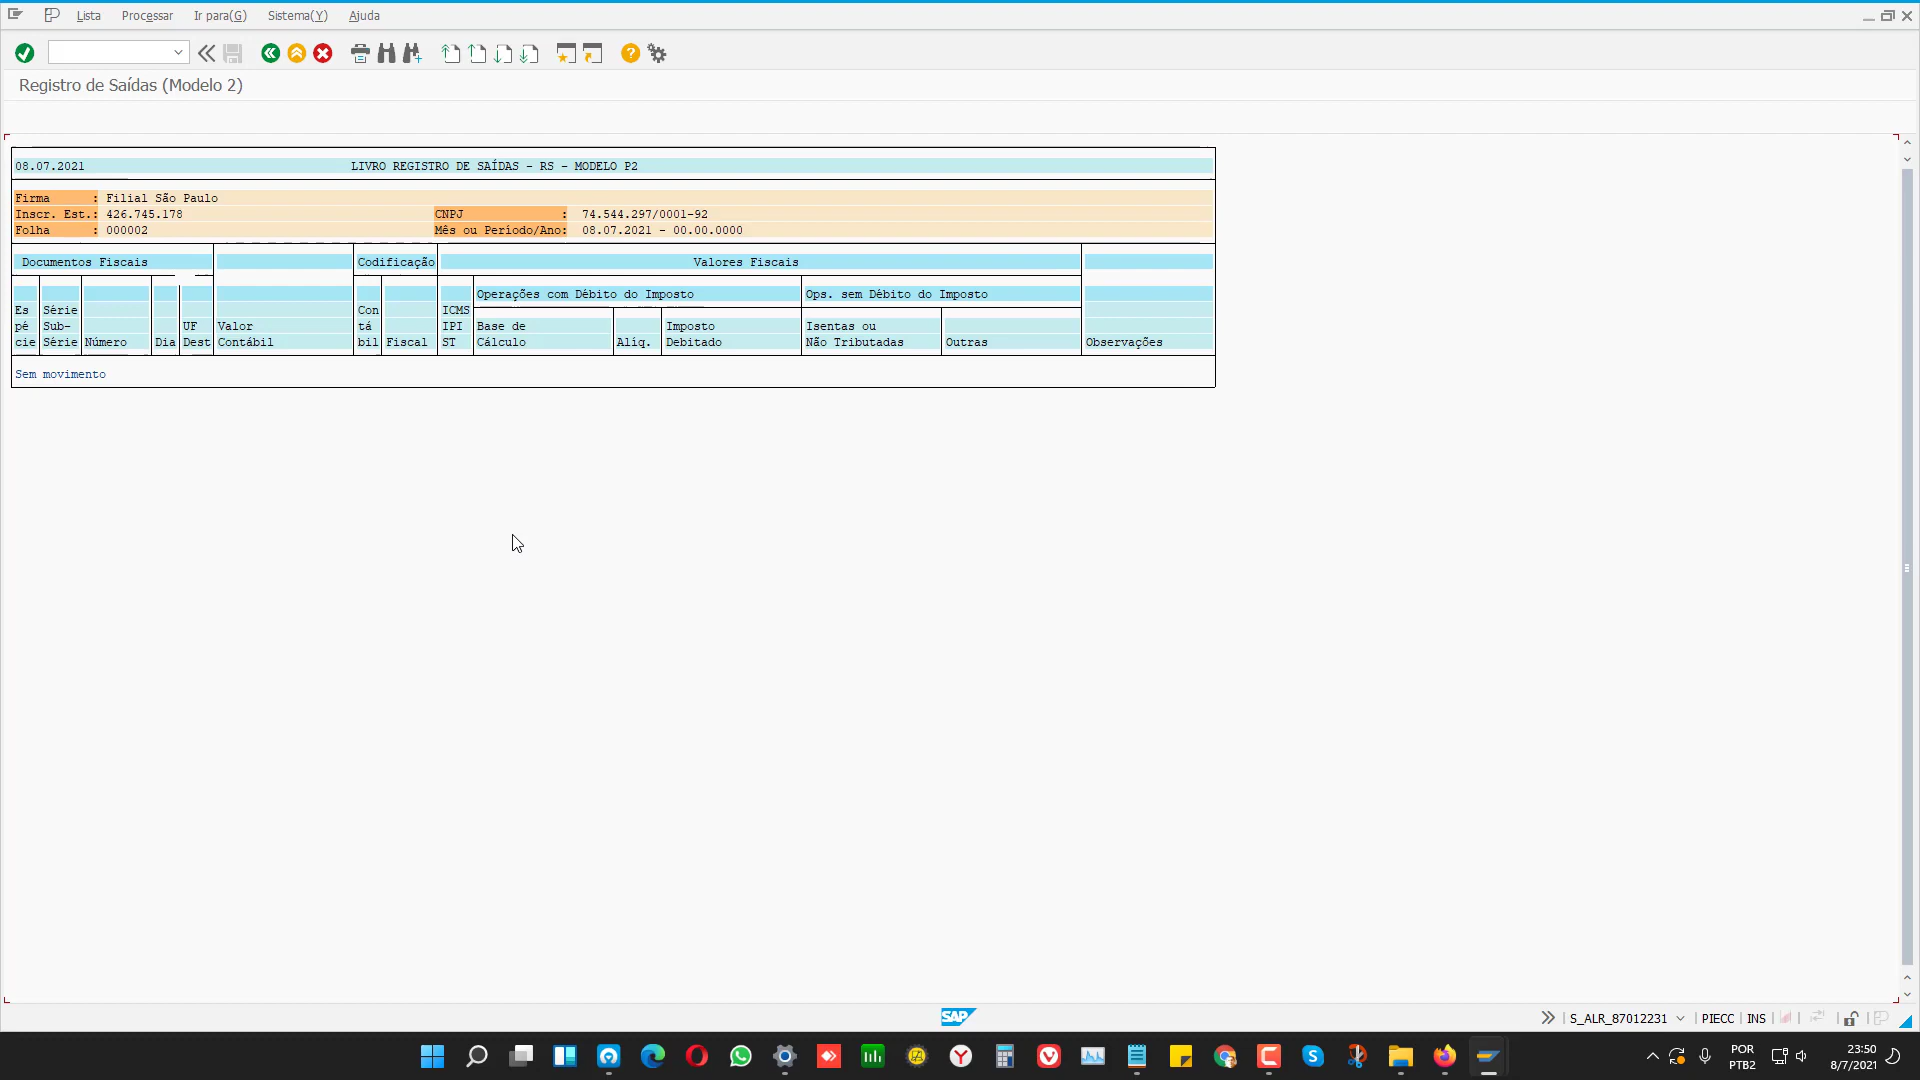 Lista Processar Ir para(G) Sistema(Y) Ajuda
Registro de Saídas (Modelo 2)
08.07.2021 LIVRO REGISTRO DE SAÍDAS - RS - MODELO P2
Firma : Filial São Paulo
Inscr. Est.: 426.745.178 CNPJ : 74.544.297/0001-92
Folha : 000002 Mês ou Período/Ano: 08.07.2021 - 00.00.0000
Documentos Fiscais Codificação Valores Fiscais
Operações com Débito do Imposto Ops. sem Débito do Imposto
Es Série Con ICMS
pé Sub- UF Valor tá IPI Base de Imposto Isentas ou
cie Série Número Dia Dest Contábil bil Fiscal ST Cálculo Alíq. Debitado Não Tributadas Outras Observações
Sem movimento
SAP S_ALR_87012231 PIECC INS
POR 23:50
PTB2 8/7/2021